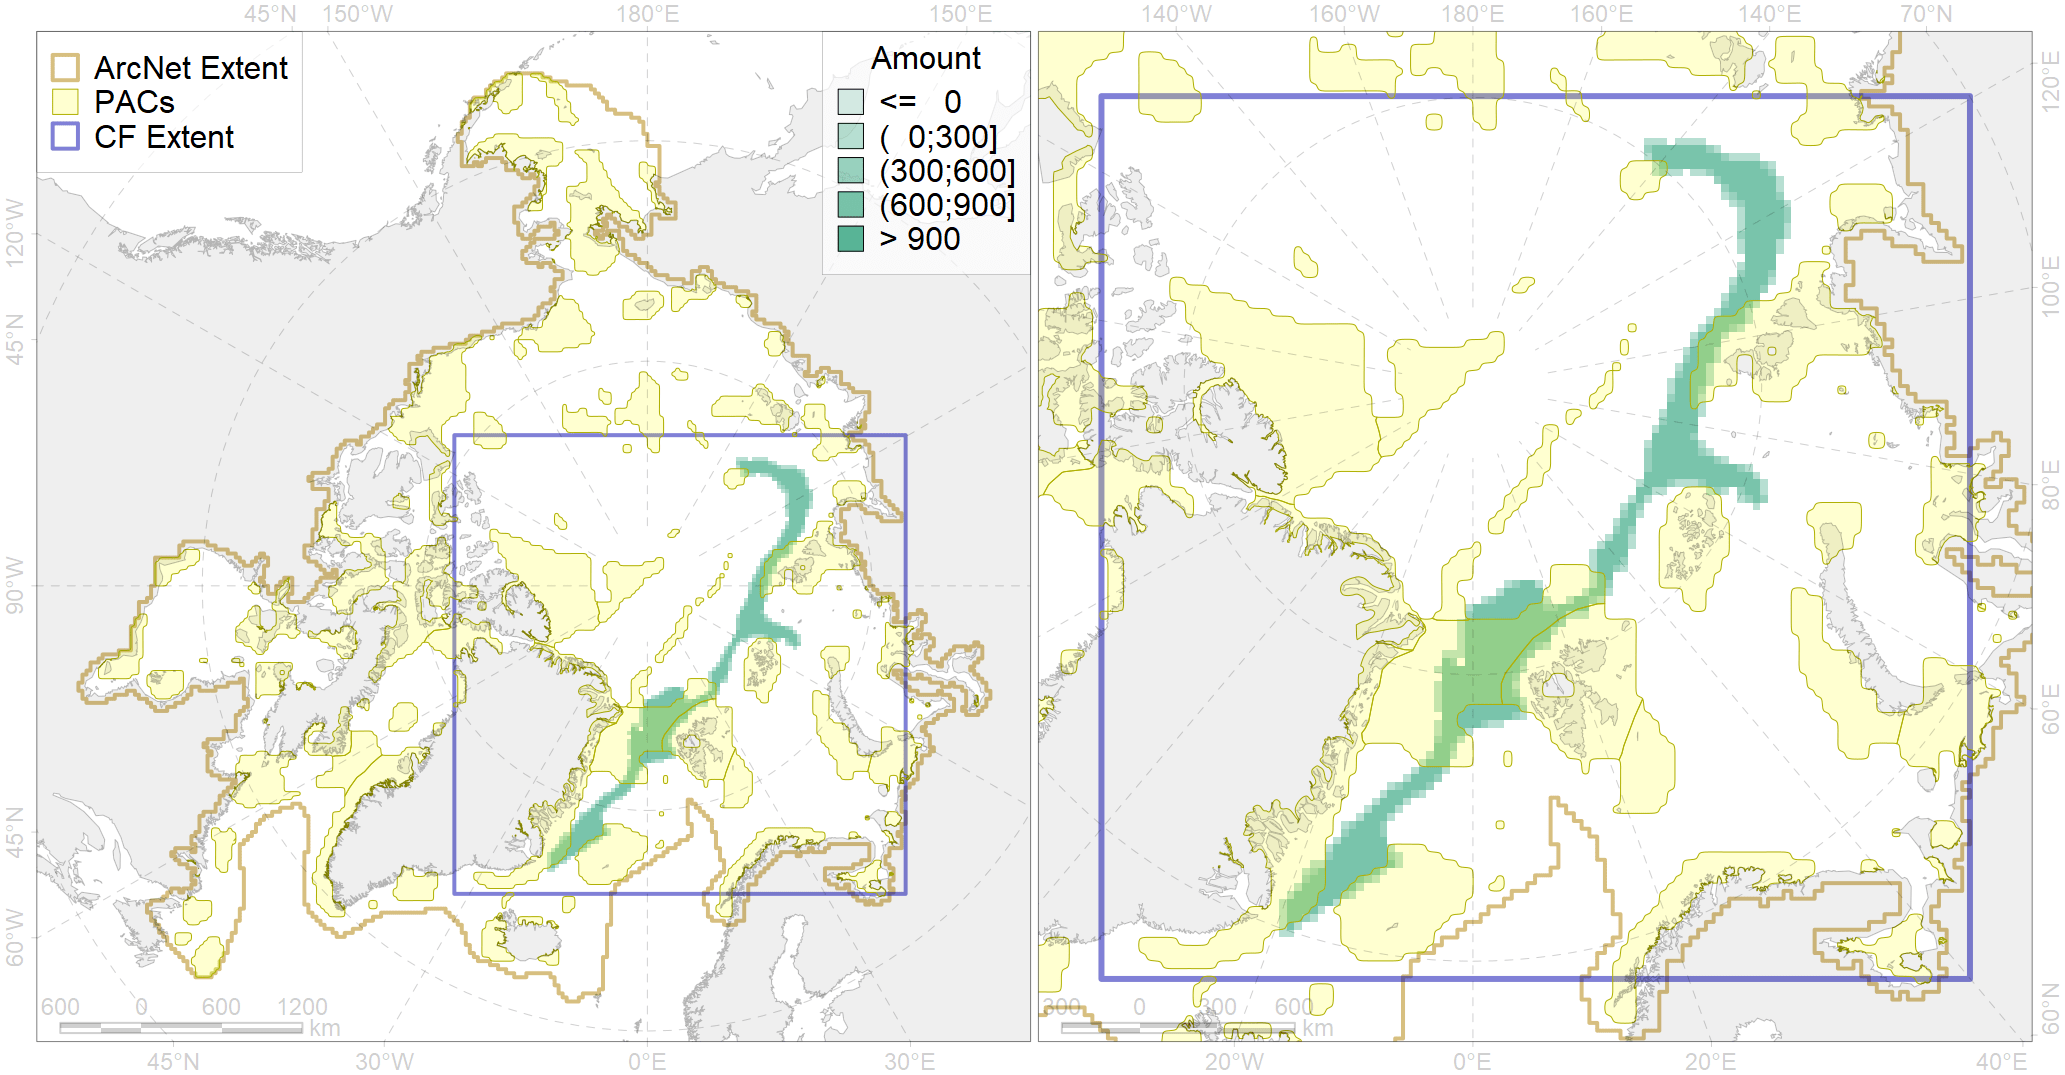 45°N 150°W 180°E 150°E 140°W 160°W 180°E 160°E 140°E 70°N
ArcNet Extent
PACs
CF Extent
Amount
<= 0
( 0;300]
(300;600]
(600;900]
> 900
120°W
45°N
90°W
45°N
60°W
120°E
100°E
80°E
60°E
60°N
600 0 600 1200
km
300 0 300 600
km
45°N 30°W 0°E 30°E 20°W 0°E 20°E 40°E